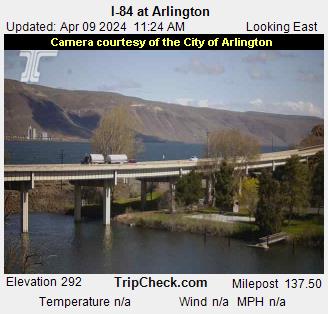 I-84 at Arlington
Updated: Apr 09 2024 11:24 AM Looking East
Camera courtesy of the City of Arlington
Elevation 292 TripCheck.com Milepost 137.50
Temperature n/a Wind n/a MPH n/a